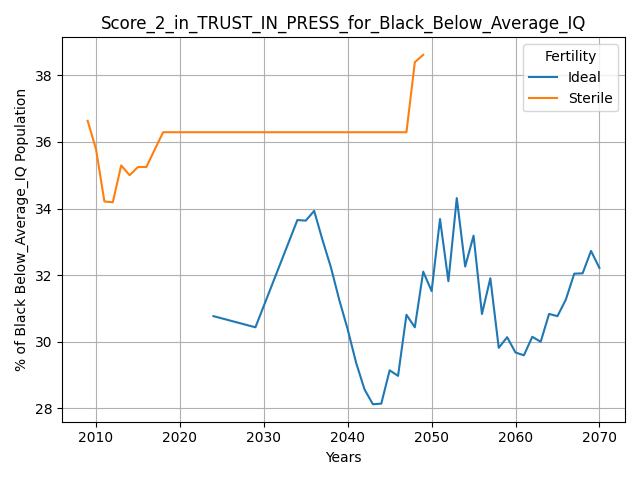 Score_2_in_TRUST_IN_PRESS_for_Black_Below_Average_IQ
Fertility
Ideal
Sterile
% of Black Below_Average_IQ Population
38
36
34
32
30
28
2010
2020
2030
2040
2050
2060
2070
Years